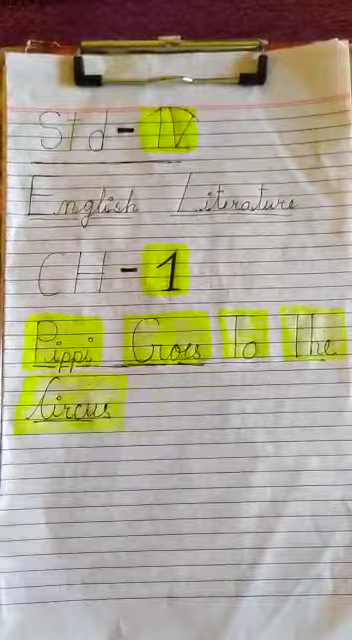 Std - IV
English Literature
CH - 1
Pippi Goes To The
Circus